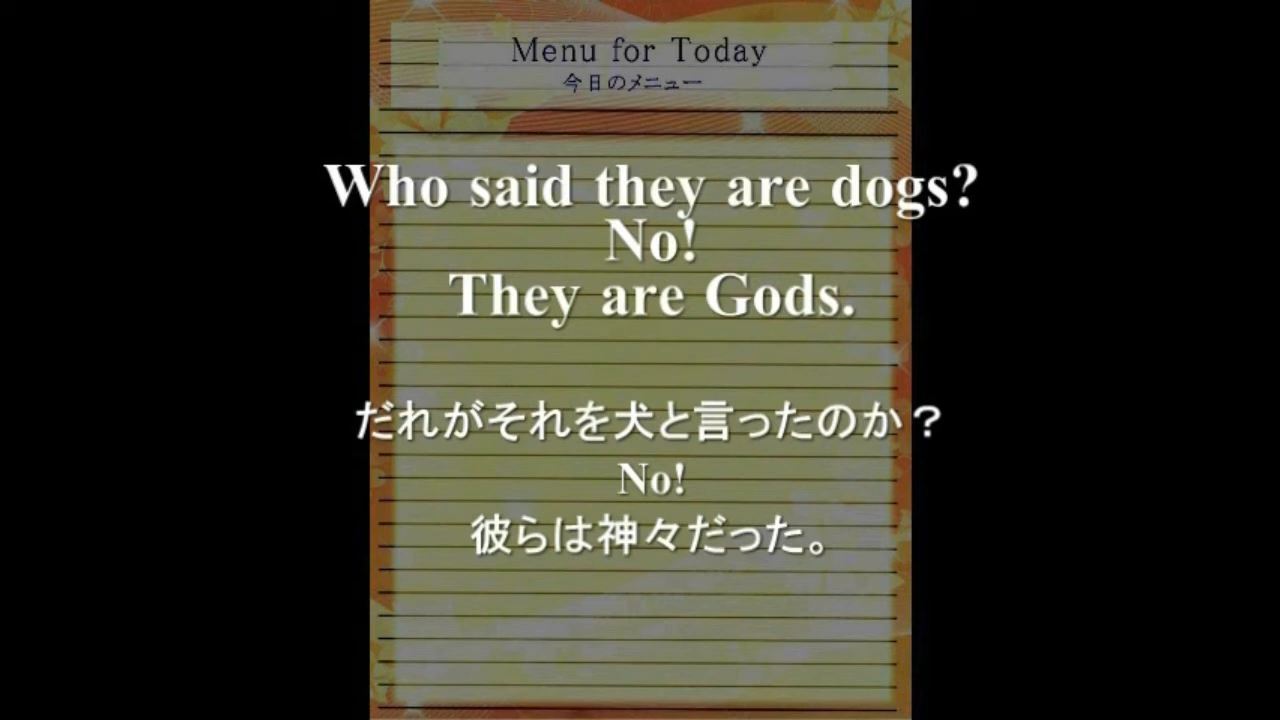 Menu for Today
今日のメニュー
Who said they are dogs?
No!
They are Gods.
だれがそれを犬と言ったのか？
No!
彼らは神々だった。